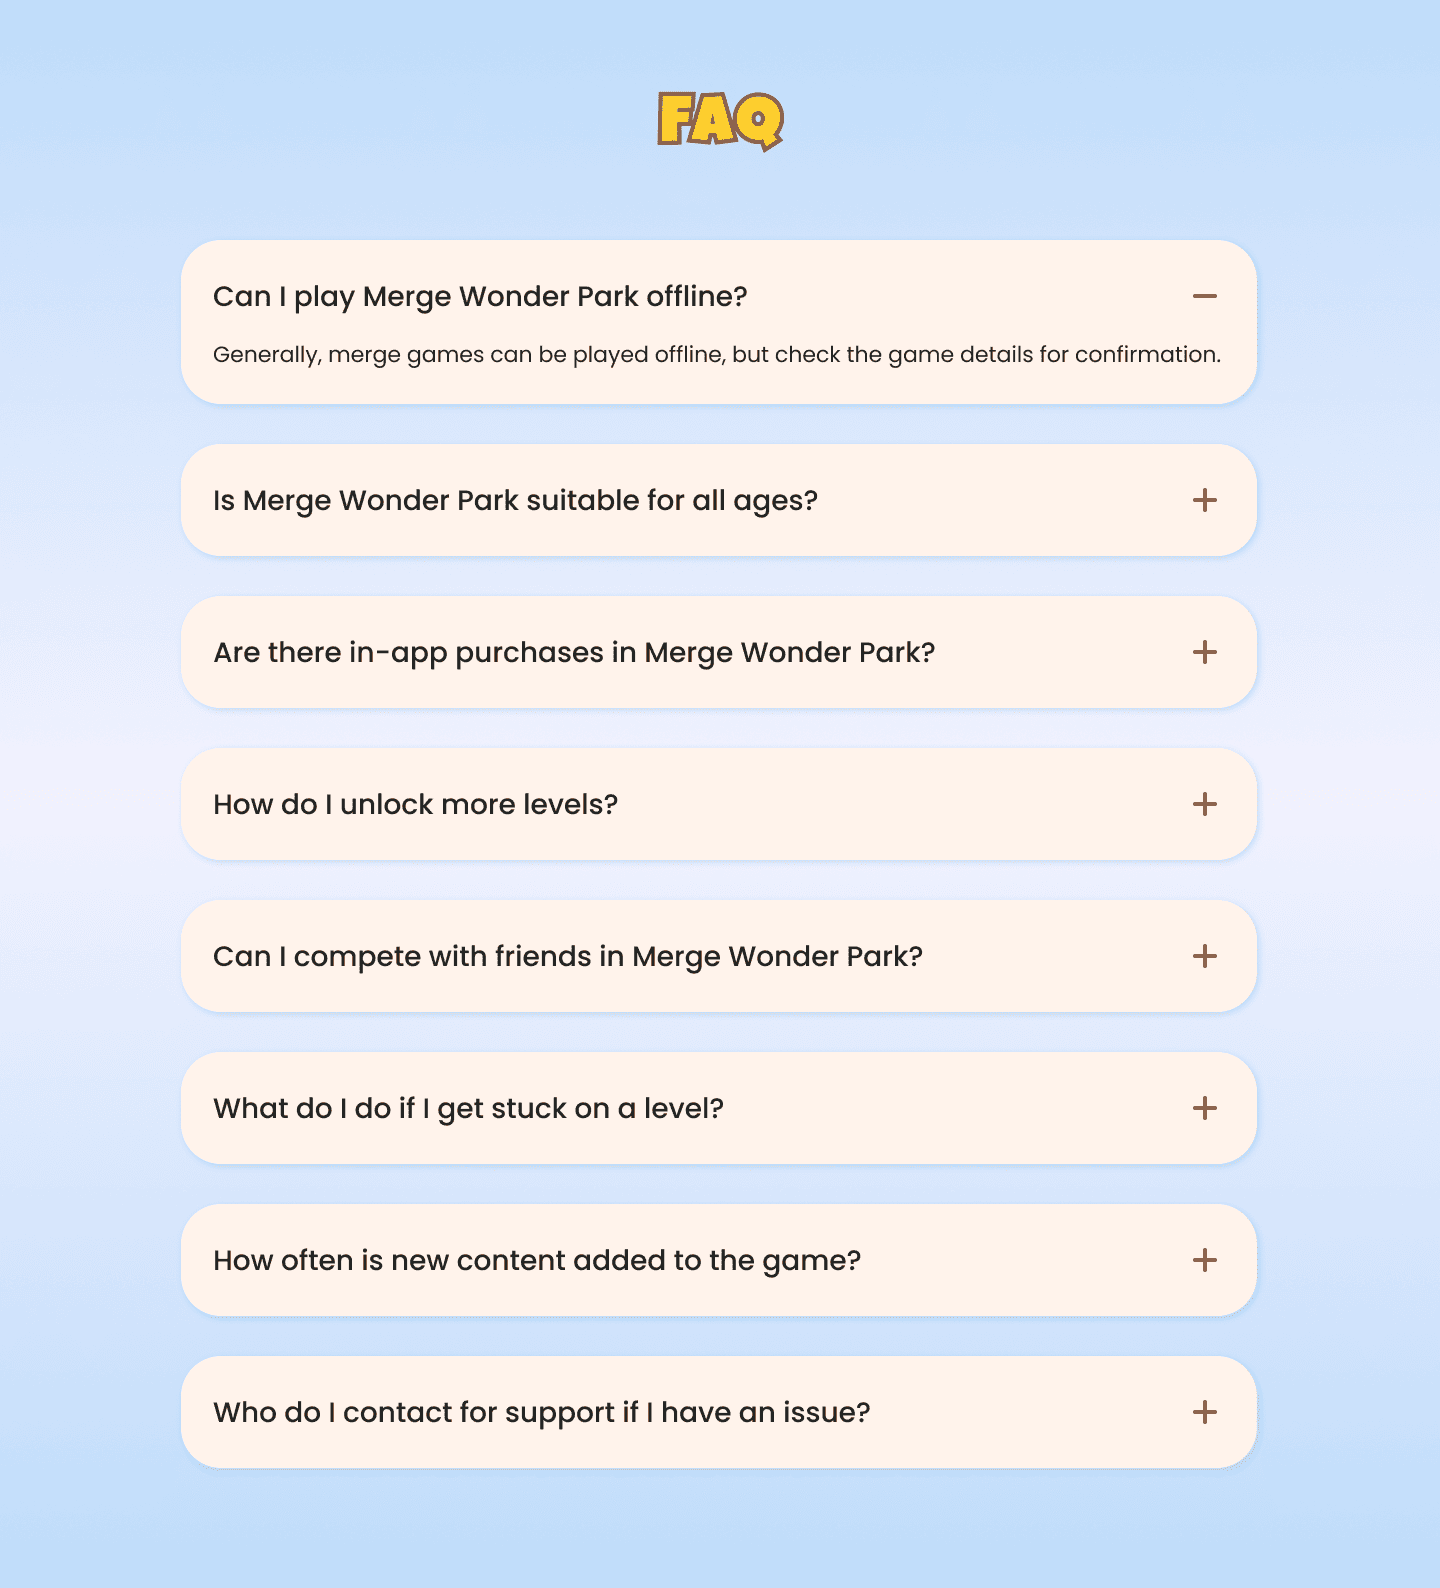 FAQ
Can I play Merge Wonder Park offline?
Generally, merge games can be played offline, but check the game details for confirmation.
Is Merge Wonder Park suitable for all ages?
Are there in-app purchases in Merge Wonder Park?
How do I unlock more levels?
Can I compete with friends in Merge Wonder Park?
What do I do if I get stuck on a level?
How often is new content added to the game?
Who do I contact for support if I have an issue?